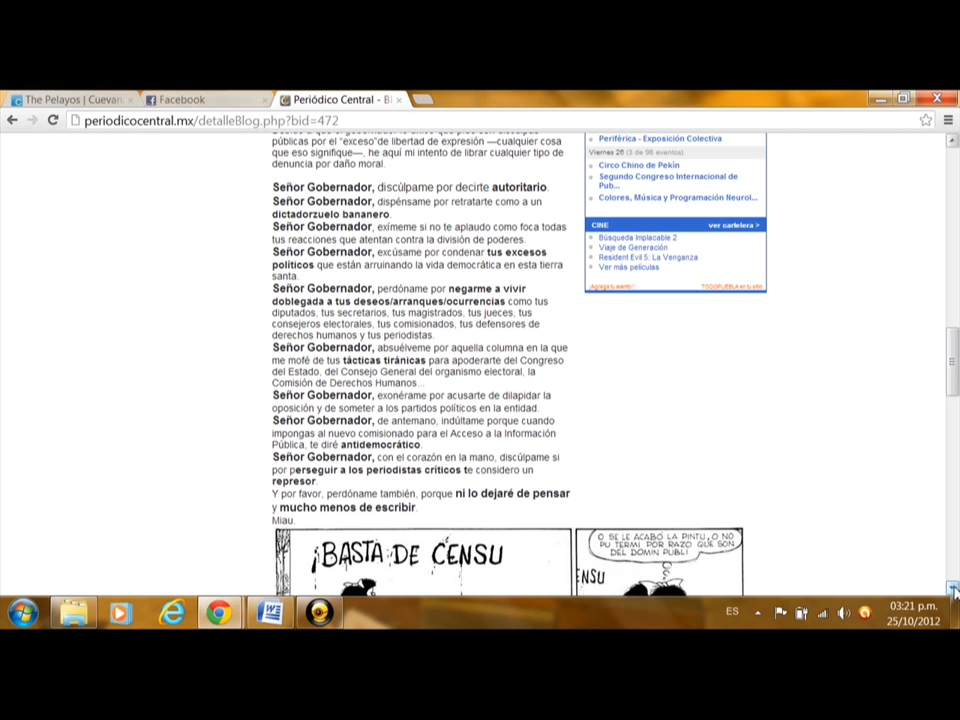 The Pelayos | Cuevan
Facebook
Periódico Central - Bl
periodicocentral.mx/detalleBlog.php?bid=472
públicas por el "exceso"de libertad de expresión —cualquier cosa
que eso signifique—, he aquí mi intento de librar cualquier tipo de
denuncia por daño moral.
Señor Gobernador, discúlpame por decirte autoritario.
Señor Gobernador, dispénsame por retratarte como a un
dictadorzuelo bananero.
Señor Gobernador, exímeme si no te aplaudo como foca todas
tus reacciones que atentan contra la división de poderes.
Señor Gobernador, excúsame por condenar tus excesos
políticos que están arruinando la vida democrática en esta tierra
santa.
Señor Gobernador, perdóname por negarme a vivir
doblegada a tus deseos/arranques/ocurrencias como tus
diputados, tus secretarios, tus magistrados, tus jueces, tus
consejeros electorales, tus comisionados, tus defensores de
derechos humanos y tus periodistas.
Señor Gobernador, absuélveme por aquella columna en la que
me mofé de tus tácticas tiránicas para apoderarte del Congreso
del Estado, del Consejo General del organismo electoral, la
Comisión de Derechos Humanos...
Señor Gobernador, exonérame por acusarte de dilapidar la
oposición y de someter a los partidos políticos en la entidad.
Señor Gobernador, de antemano, indúltame porque cuando
impongas al nuevo comisionado para el Acceso a la Información
Pública, te diré antidemocrático.
Señor Gobernador, con el corazón en la mano, discúlpame si
por perseguir a los periodistas críticos te considero un
represor.
Y por favor, perdóname también, porque ni lo dejaré de pensar
y mucho menos de escribir.
Miau.
Periférica - Exposición Colectiva
Viernes 26 (3 de 96 eventos)
Circo Chino de Pekín
Segundo Congreso Internacional de
Pub...
Colores, Música y Programación Neurol...
CINE ver cartelera >
Búsqueda Implacable 2
Viaje de Generación
Resident Evil 5: La Venganza
Ver más películas
¡Agrega tu evento! TODOPUEBLA en tu sitio
¡BASTA DE CENSU
O SE LE ACABÓ LA PINTU, O NO
PU TERMI POR RAZO QUE SON
DEL DOMIN PUBLI
ENSU
ES
03:21 p.m.
25/10/2012